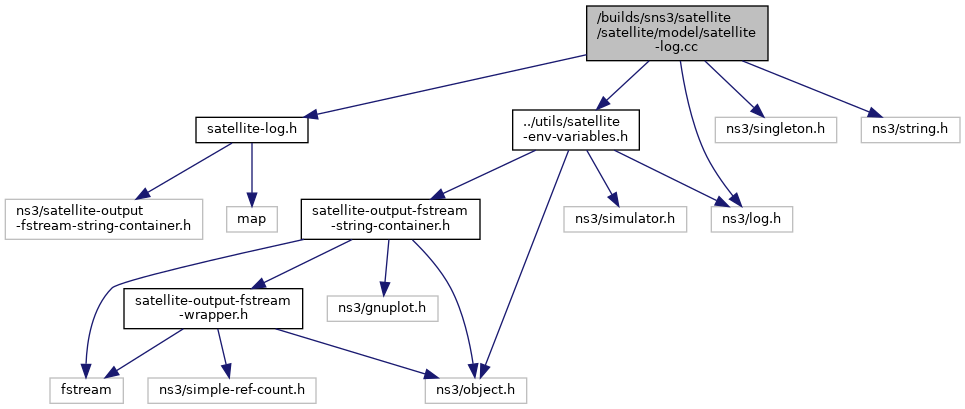 /builds/sns3/satellite
/satellite/model/satellite
-log.cc
satellite-log.h
../utils/satellite
-env-variables.h
ns3/singleton.h
ns3/string.h
ns3/satellite-output
-fstream-string-container.h
map
satellite-output-fstream
-string-container.h
ns3/simulator.h
ns3/log.h
satellite-output-fstream
-wrapper.h
ns3/gnuplot.h
fstream
ns3/simple-ref-count.h
ns3/object.h